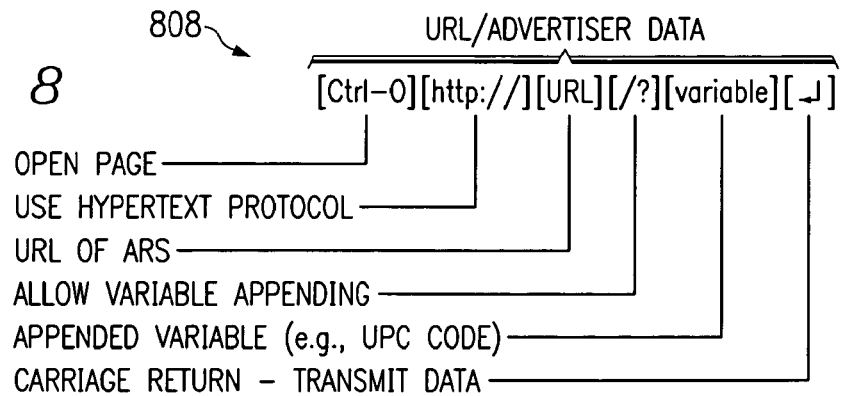 808
URL/ADVERTISER DATA
8
[Ctrl-O][http://][URL][/?][variable][↵]
OPEN PAGE
USE HYPERTEXT PROTOCOL
URL OF ARS
ALLOW VARIABLE APPENDING
APPENDED VARIABLE (e.g., UPC CODE)
CARRIAGE RETURN - TRANSMIT DATA